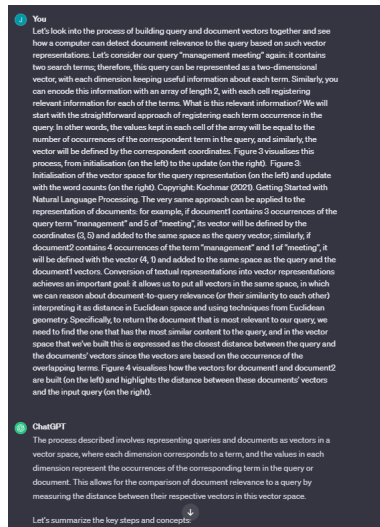 J You
Let's look into the process of building query and document vectors together and see
how a computer can detect document relevance to the query based on such vector
representations. Let's consider our query "management meeting" again: it contains
two search terms; therefore, this query can be represented as a two-dimensional
vector, with each dimension keeping useful information about each term. Similarly, you
can encode this information with an array of length 2, with each cell registering
relevant information for each of the terms. What is this relevant information? We will
start with the straightforward approach of registering each term occurrence in the
query. In other words, the values kept in each cell of the array will be equal to the
number of occurrences of the correspondent term in the query, and similarly, the
vector will be defined by the correspondent coordinates. Figure 3 visualises this
process, from initialisation (on the left) to the update (on the right). Figure 3:
Initialisation of the vector space for the query representation (on the left) and update
with the word counts (on the right). Copyright: Kochmar (2021). Getting Started with
Natural Language Processing. The very same approach can be applied to the
representation of documents: for example, if document1 contains 3 occurrences of the
query term "management" and 5 of "meeting", its vector will be defined by the
coordinates (3, 5) and added to the same space as the query vector; similarly, if
document2 contains 4 occurrences of the term "management" and 1 of "meeting", it
will be defined with the vector (4, 1) and added to the same space as the query and the
document1 vectors. Conversion of textual representations into vector representations
achieves an important goal: it allows us to put all vectors in the same space, in which
we can reason about document-to-query relevance (or their similarity to each other)
interpreting it as distance in Euclidean space and using techniques from Euclidean
geometry. Specifically, to return the document that is most relevant to our query, we
need to find the one that has the most similar content to the query, and in the vector
space that we've built this is expressed as the closest distance between the query and
the documents' vectors since the vectors are based on the occurrence of the
overlapping terms. Figure 4 visualises how the vectors for document1 and document2
are built (on the left) and highlights the distance between these documents' vectors
and the input query (on the right).
ChatGPT
The process described involves representing queries and documents as vectors in a
vector space, where each dimension corresponds to a term, and the values in each
dimension represent the occurrences of the corresponding term in the query or
document. This allows for the comparison of document relevance to a query by
measuring the distance between their respective vectors in this vector space.
Let's summarize the key steps and concepts: